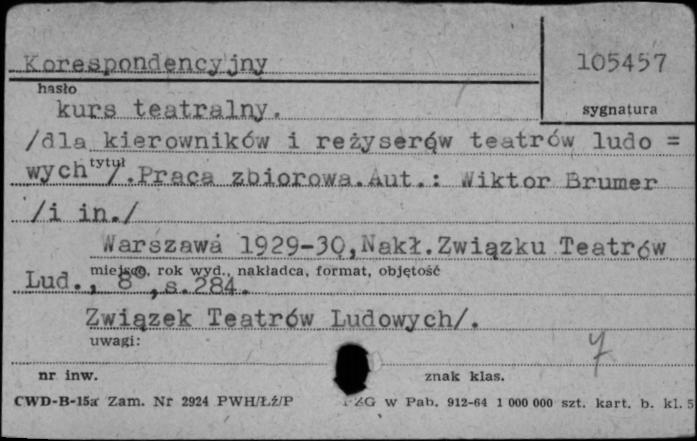 Korespondencyjny
105457
hasło
kurs teatralny.
sygnatura
/dla kierowników i reżyserów teatrów ludo =
tytuł
wych /.Praca zbiorowa.Aut.: Wiktor Brumer
/i in./
Warszawa 1929-30,Nakł.Związku Teatrów
miejsce, rok wyd., nakładca, format, objętość
Lud., 8°,s.284.
Związek Teatrów Ludowych/.
uwagi:
7
nr inw.
znak klas.
CWD-B-15a Zam. Nr 2924 PWH/Łź/P
w Pab. 912-64 1 000 000 szt. kart. b. kl. 5